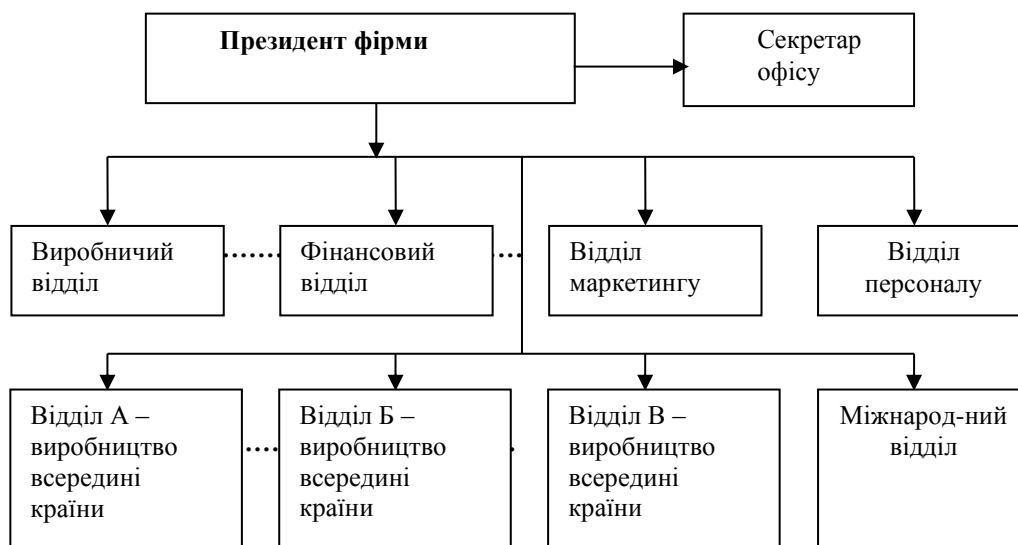 Президент фірми
Секретар
офісу
Виробничий
відділ
Фінансовий
відділ
Відділ
маркетингу
Відділ
персоналу
Відділ А –
виробництво
всередині
країни
Відділ Б –
виробництво
всередині
країни
Відділ В –
виробництво
всередині
країни
Міжнарод-ний
відділ